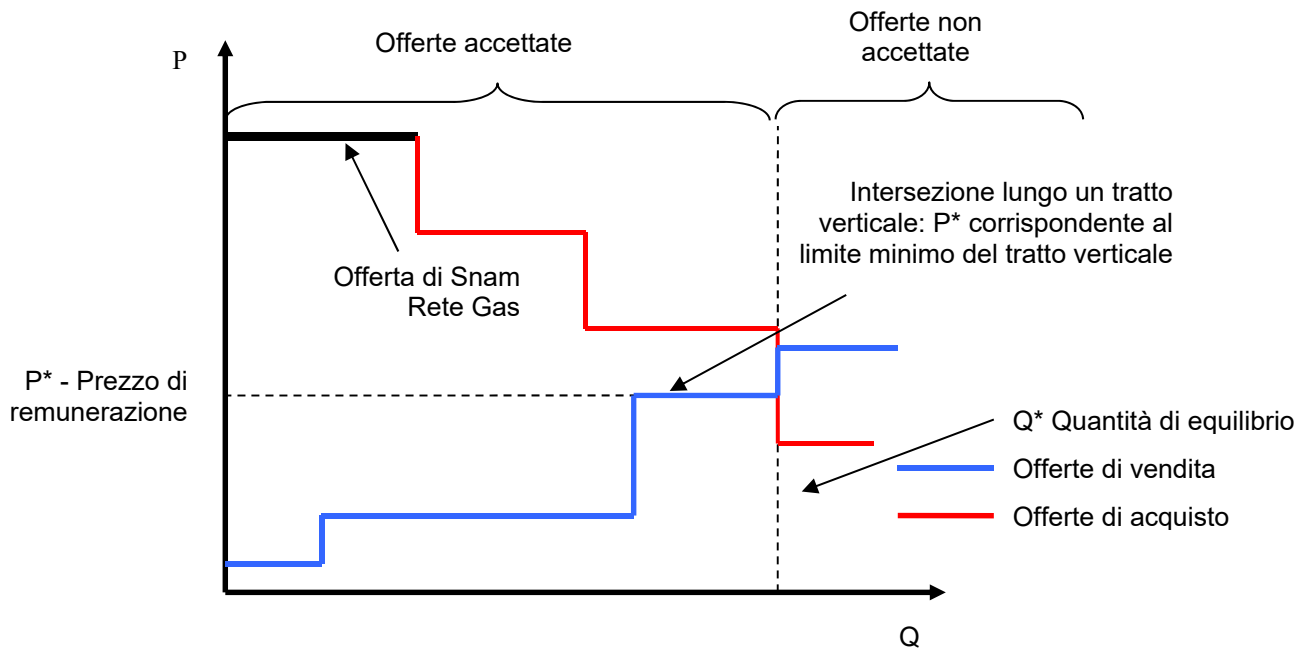 Offerte non
accettate
Offerte accettate
P
Intersezione lungo un tratto
verticale: P* corrispondente al
limite minimo del tratto verticale
Offerta di Snam
Rete Gas
P* - Prezzo di
remunerazione
Q* Quantità di equilibrio
Offerte di vendita
Offerte di acquisto
Q